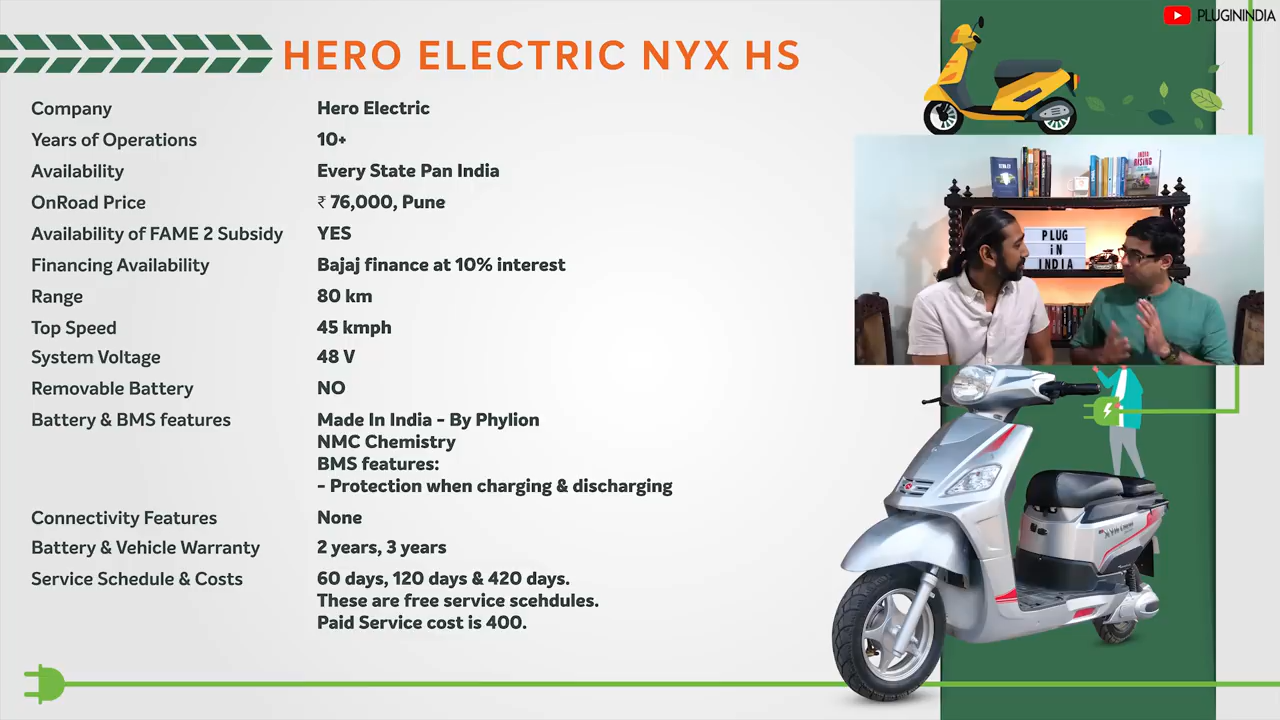 PLUGININDIA
HERO ELECTRIC NYX HS
Company Hero Electric
Years of Operations 10+
Availability Every State Pan India
OnRoad Price ₹ 76,000, Pune
Availability of FAME 2 Subsidy YES
Financing Availability Bajaj finance at 10% interest
Range 80 km
Top Speed 45 kmph
System Voltage 48 V
Removable Battery NO
Battery & BMS features Made In India - By Phylion
NMC Chemistry
BMS features:
- Protection when charging & discharging
Connectivity Features None
Battery & Vehicle Warranty 2 years, 3 years
Service Schedule & Costs 60 days, 120 days & 420 days.
These are free service scehdules.
Paid Service cost is 400.
INDIA
RISING
PLUG
iN
INDIA